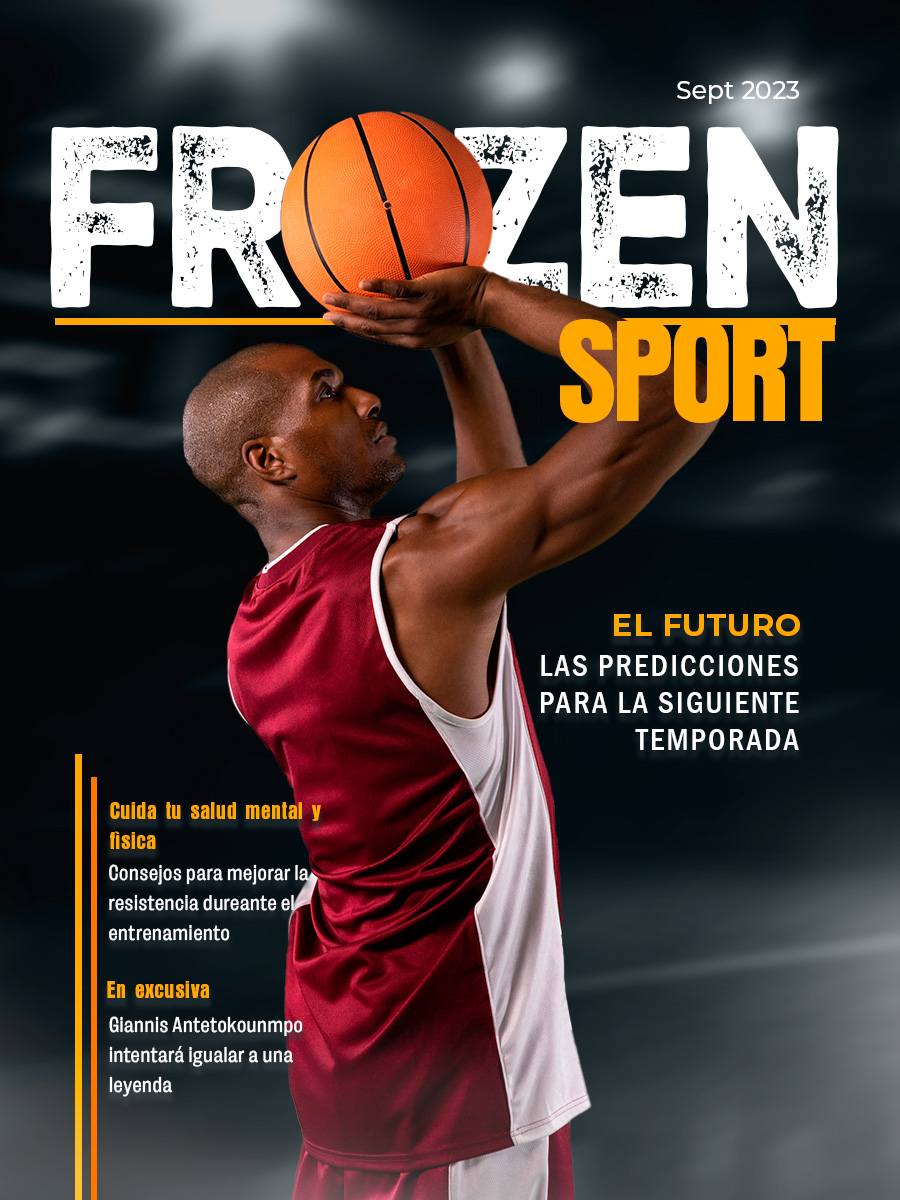 Sept 2023
FROZEN
SPORT
EL FUTURO
LAS PREDICCIONES
PARA LA SIGUIENTE
TEMPORADA
Cuida tu salud mental y
física
Consejos para mejorar la
resistencia dureante el
entrenamiento
En excusiva
Giannis Antetokounmpo
intentará igualar a una
leyenda